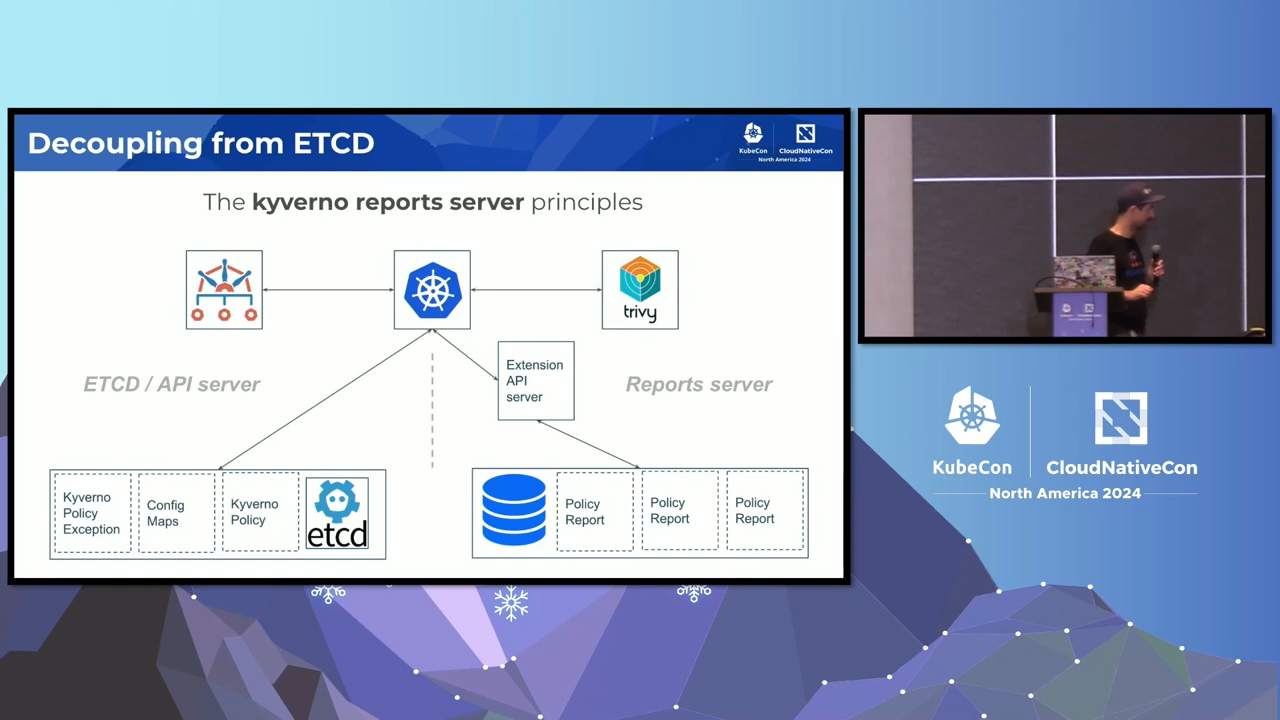 Decoupling from ETCD
KubeCon
CloudNativeCon
North America 2024
The kyverno reports server principles
trivy
Extension
API
server
ETCD / API server
Reports server
Kyverno
Policy
Exception
Config
Maps
Kyverno
Policy
etcd
Policy
Report
Policy
Report
Policy
Report
KubeCon
CloudNativeCon
North America 2024